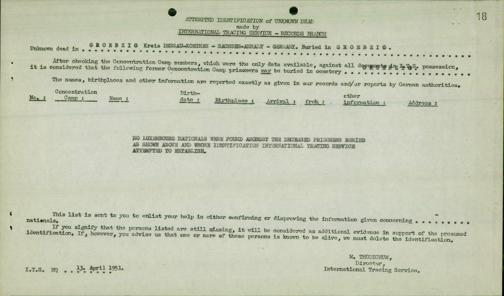 18
ATTEMPTED IDENTIFICATION OF UNKNOWN DEAD
made by
INTERNATIONAL TRACING SERVICE - RECORDS BRANCH
Unknown dead in . G R O E B Z I G Kreis DESSAU-KOETHEN - SACHSEN-ANHALT - GERMANY. Buried in G R O E B Z I G.
After checking the Concentration Camp numbers, which were the only data available, against all documents in I.T.S. possession,
it is considered that the following former Concentration Camp prisoners may be buried in cemetery
The names, birthplaces and other information are reported exactly as given in our records and/or reports by German authorities.
No. : Concentration Camp : Name : Birth-date : Birthplace : Arrival : from : other information : Address :
NO LUXEMBOURG NATIONALS WERE FOUND AMONGST THE DECEASED PRISONERS BURIED
AS SHOWN ABOVE AND WHOSE IDENTIFICATION INTERNATIONAL TRACING SERVICE
ATTEMPTED TO ESTABLISH.
This list is sent to you to enlist your help in either confirming or disproving the information given concerning . . . . . . . .
nationals.
If you signify that the persons listed are still missing, it will be considered as additional evidence in support of the presumed
identification. If, however, you advise us that one or more of these persons is known to be alive, we must delete the identification.
M. THUDICHUM,
Director,
International Tracing Service.
I.T.S. HQ . . 13. April 1951.